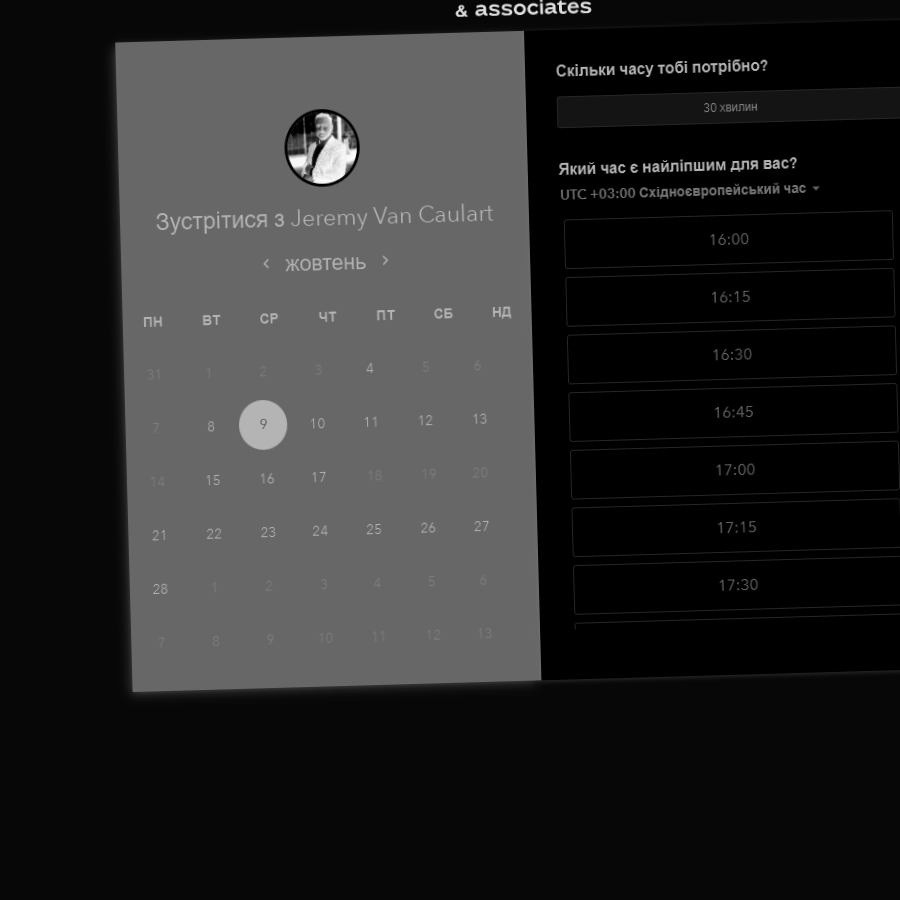 & associates
Зустрітися з Jeremy Van Caulart
‹ жовтень ›
ПН ВТ СР ЧТ ПТ СБ НД
31 1 2 3 4 5 6
7 8 9 10 11 12 13
14 15 16 17 18 19 20
21 22 23 24 25 26 27
28 1 2 3 4 5 6
7 8 9 10 11 12 13
Скільки часу тобі потрібно?
30 хвилин
Який час є найліпшим для вас?
UTC +03:00 Східноєвропейський час
16:00
16:15
16:30
16:45
17:00
17:15
17:30